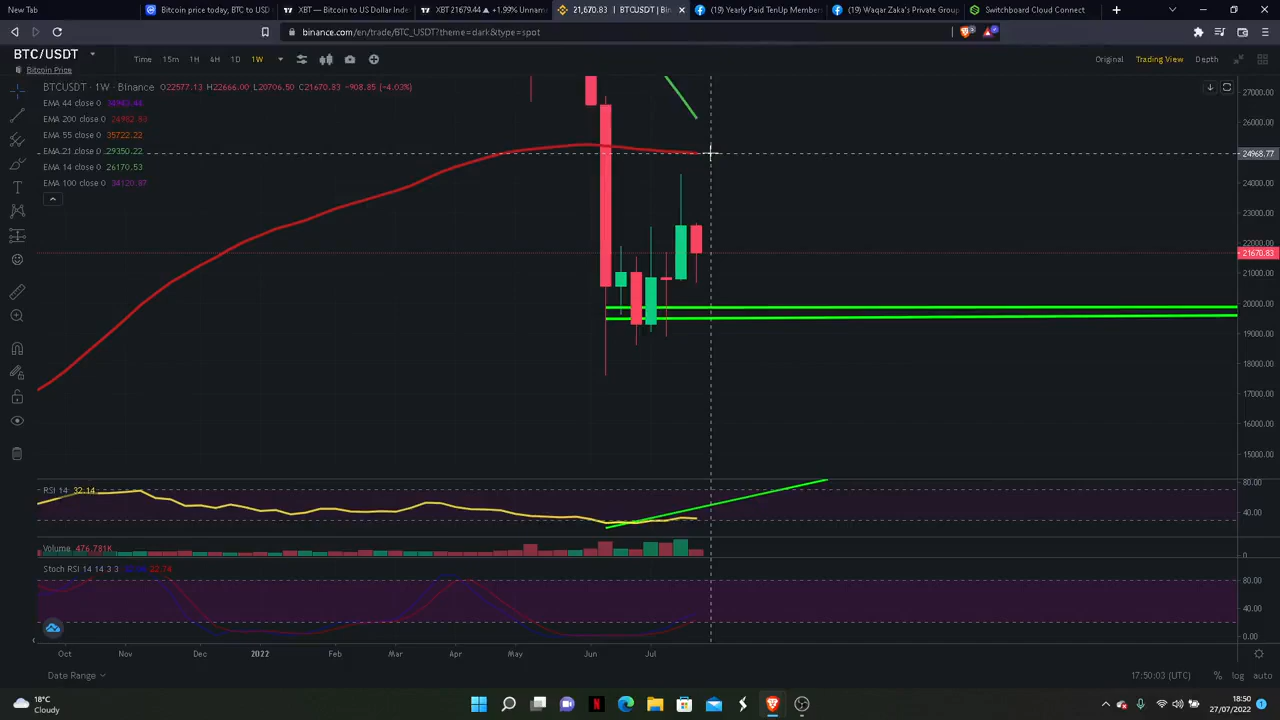 New Tab
Bitcoin price today, BTC to USD
XBT — Bitcoin to US Dollar Inde
XBT 21679.44 ▲ +1.99% Unnam
21,670.83 | BTCUSDT | Bin
(19) Yearly Paid TenUp Members
(19) Waqar Zaka's Private Group
Switchboard Cloud Connect
binance.com/en/trade/BTC_USDT?theme=dark&type=spot
BTC/USDT
Bitcoin Price
Time 15m 1H 4H 1D 1W
Original Trading View Depth
BTCUSDT · 1W · Binance O22577.13 H22666.00 L20706.50 C21670.83 -908.85 (-4.03%)
EMA 44 close 0
EMA 200 close 0
EMA 55 close 0 35722.22
EMA 21 close 0 29350.22
EMA 14 close 0 26170.53
EMA 100 close 0 34120.97
27000.00
26000.00
24968.77
24000.00
23000.00
22000.00
21670.83
21000.00
20000.00
19000.00
18000.00
17000.00
16000.00
15000.00
RSI 14 32.14
80.00
40.00
Volume 476.781K
0
Stoch RSI 14 14 3 3 22.74
80.00
40.00
0.00
Oct Nov Dec 2022 Feb Mar Apr May Jun Jul
Date Range
17:50:03 (UTC) % log auto
18°C
Cloudy
18:50
27/07/2022